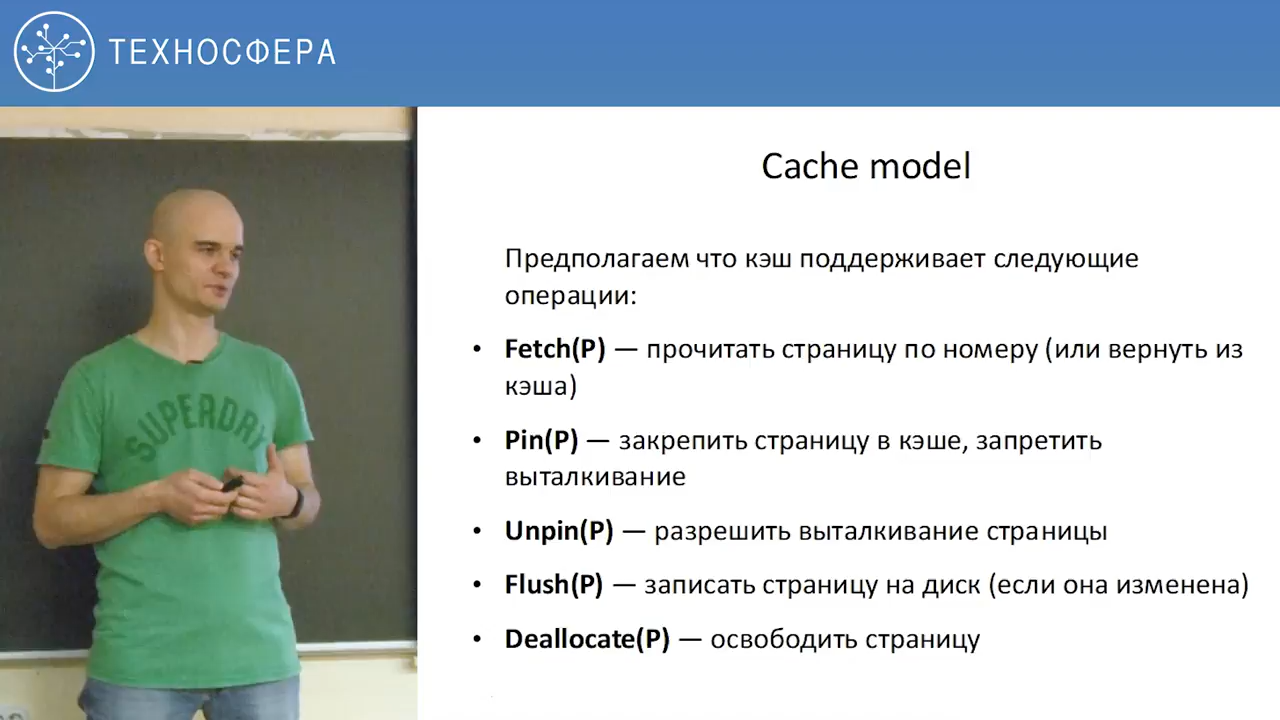 ТЕХНОСФЕРА
Cache model
Предполагаем что кэш поддерживает следующие
операции:
• Fetch(P) — прочитать страницу по номеру (или вернуть из
кэша)
• Pin(P) — закрепить страницу в кэше, запретить
выталкивание
• Unpin(P) — разрешить выталкивание страницы
• Flush(P) — записать страницу на диск (если она изменена)
• Deallocate(P) — освободить страницу
SUPERDRY